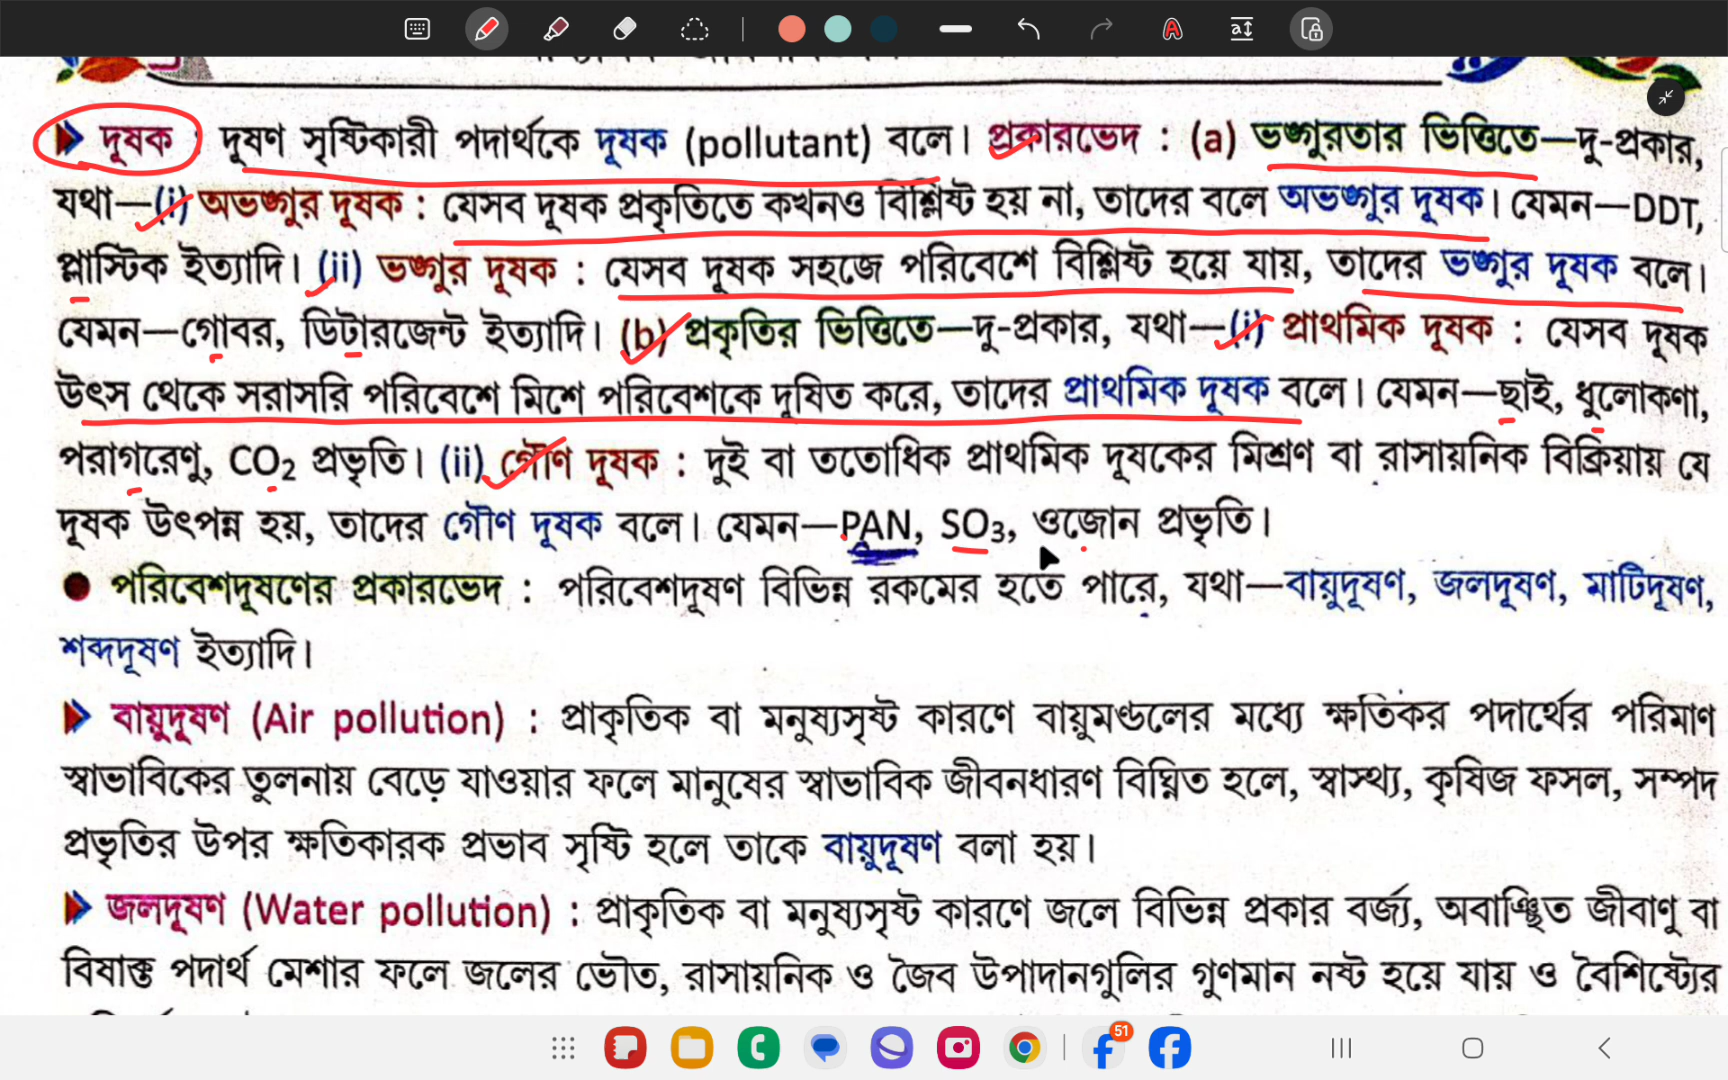 দূষক : দূষণ সৃষ্টিকারী পদার্থকে দূষক (pollutant) বলে। প্রকারভেদ : (a) ভঙ্গুরতার ভিত্তিতে—দু-প্রকার,
যথা—(i) অভঙ্গুর দূষক : যেসব দূষক প্রকৃতিতে কখনও বিশ্লিষ্ট হয় না, তাদের বলে অভঙ্গুর দূষক। যেমন—DDT,
প্লাস্টিক ইত্যাদি। (ii) ভঙ্গুর দূষক : যেসব দূষক সহজে পরিবেশে বিশ্লিষ্ট হয়ে যায়, তাদের ভঙ্গুর দূষক বলে।
যেমন—গোবর, ডিটারজেন্ট ইত্যাদি। (b) প্রকৃতির ভিত্তিতে—দু-প্রকার, যথা—(i) প্রাথমিক দূষক : যেসব দূষক
উৎস থেকে সরাসরি পরিবেশে মিশে পরিবেশকে দূষিত করে, তাদের প্রাথমিক দূষক বলে। যেমন—ছাই, ধুলোকণা,
পরাগরেণু, CO₂ প্রভৃতি। (ii) গৌণ দূষক : দুই বা ততোধিক প্রাথমিক দূষকের মিশ্রণ বা রাসায়নিক বিক্রিয়ায় যে
দূষক উৎপন্ন হয়, তাদের গৌণ দূষক বলে। যেমন—PAN, SO₃, ওজোন প্রভৃতি।
পরিবেশদূষণের প্রকারভেদ : পরিবেশদূষণ বিভিন্ন রকমের হতে পারে, যথা—বায়ুদূষণ, জলদূষণ, মাটিদূষণ,
শব্দদূষণ ইত্যাদি।
বায়ুদূষণ (Air pollution) : প্রাকৃতিক বা মনুষ্যসৃষ্ট কারণে বায়ুমণ্ডলের মধ্যে ক্ষতিকর পদার্থের পরিমাণ
স্বাভাবিকের তুলনায় বেড়ে যাওয়ার ফলে মানুষের স্বাভাবিক জীবনধারণ বিঘ্নিত হলে, স্বাস্থ্য, কৃষিজ ফসল, সম্পদ
প্রভৃতির উপর ক্ষতিকারক প্রভাব সৃষ্টি হলে তাকে বায়ুদূষণ বলা হয়।
জলদূষণ (Water pollution) : প্রাকৃতিক বা মনুষ্যসৃষ্ট কারণে জলে বিভিন্ন প্রকার বর্জ্য, অবাঞ্ছিত জীবাণু বা
বিষাক্ত পদার্থ মেশার ফলে জলের ভৌত, রাসায়নিক ও জৈব উপাদানগুলির গুণমান নষ্ট হয়ে যায় ও বৈশিষ্ট্যের
51